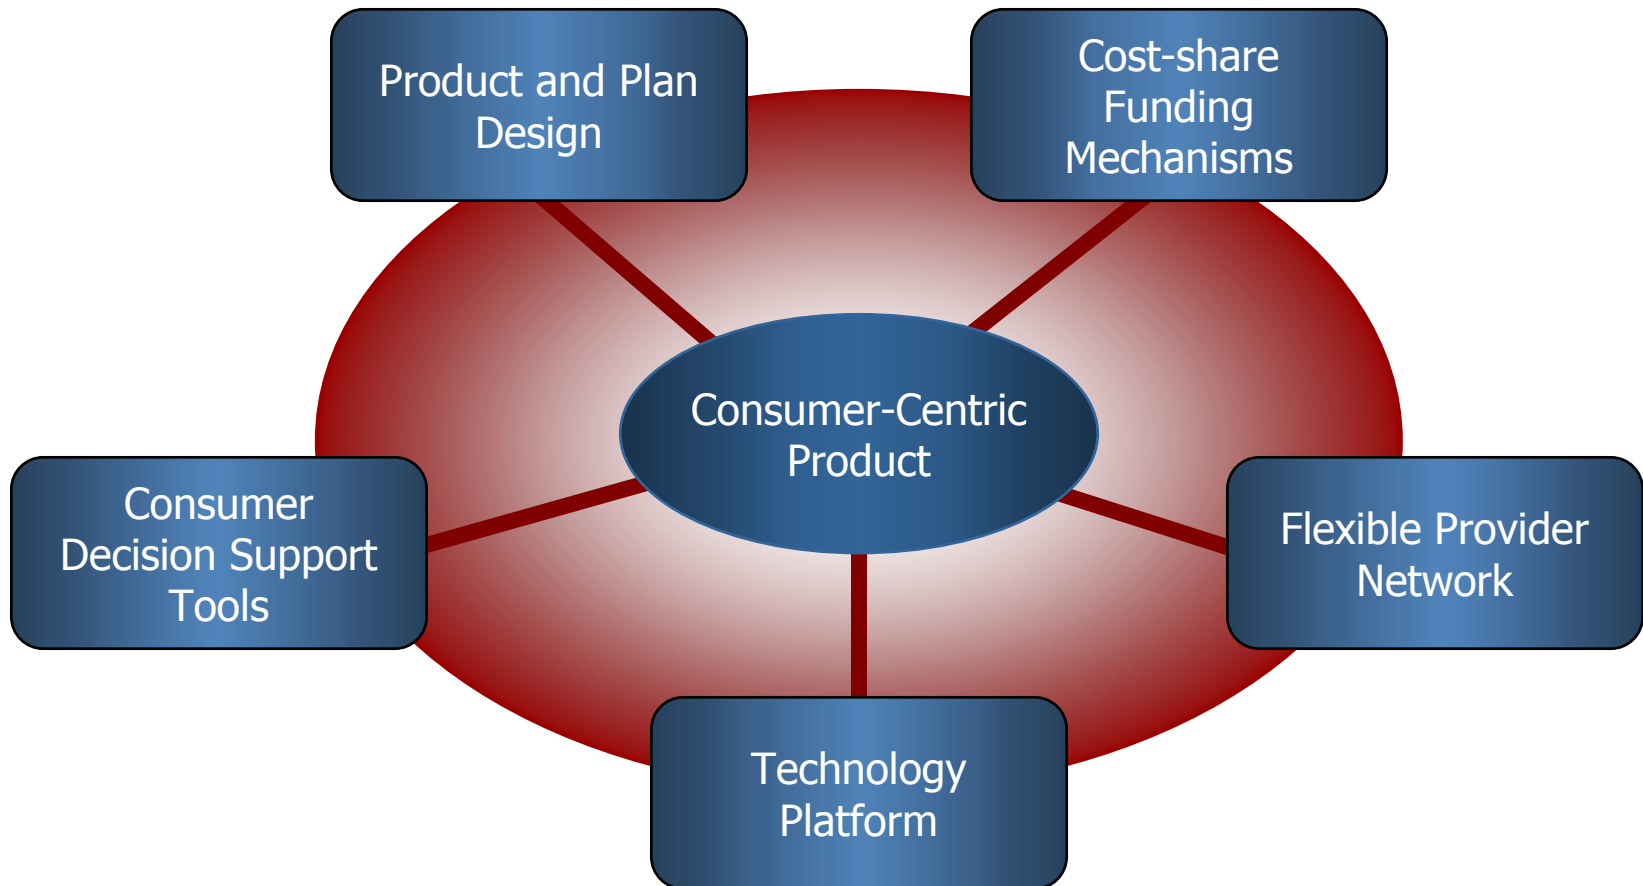 Product and Plan
Design
Cost-share
Funding
Mechanisms
Consumer-Centric
Product
Consumer
Decision Support
Tools
Flexible Provider
Network
Technology
Platform